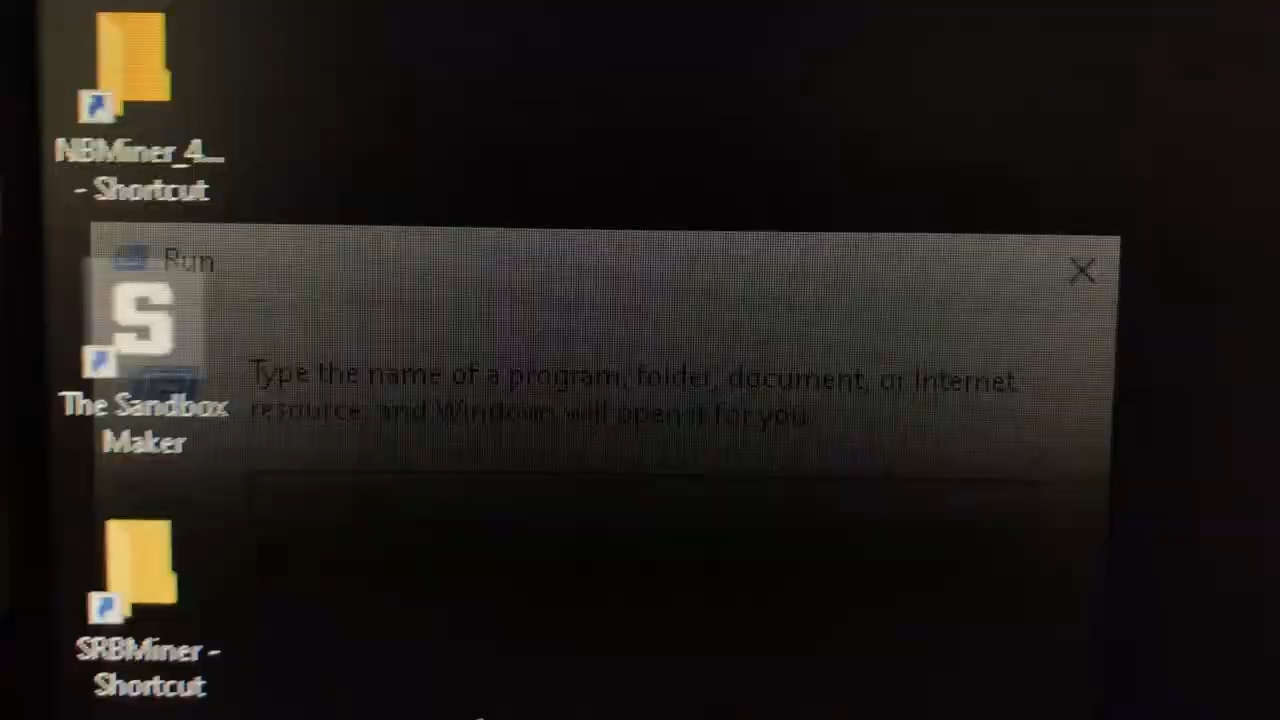 NBMiner_4...
- Shortcut
Run
S
The Sandbox
Maker
Type the name of a program, folder, document, or Internet
resource, and Windows will open it for you.
SRBMiner -
Shortcut